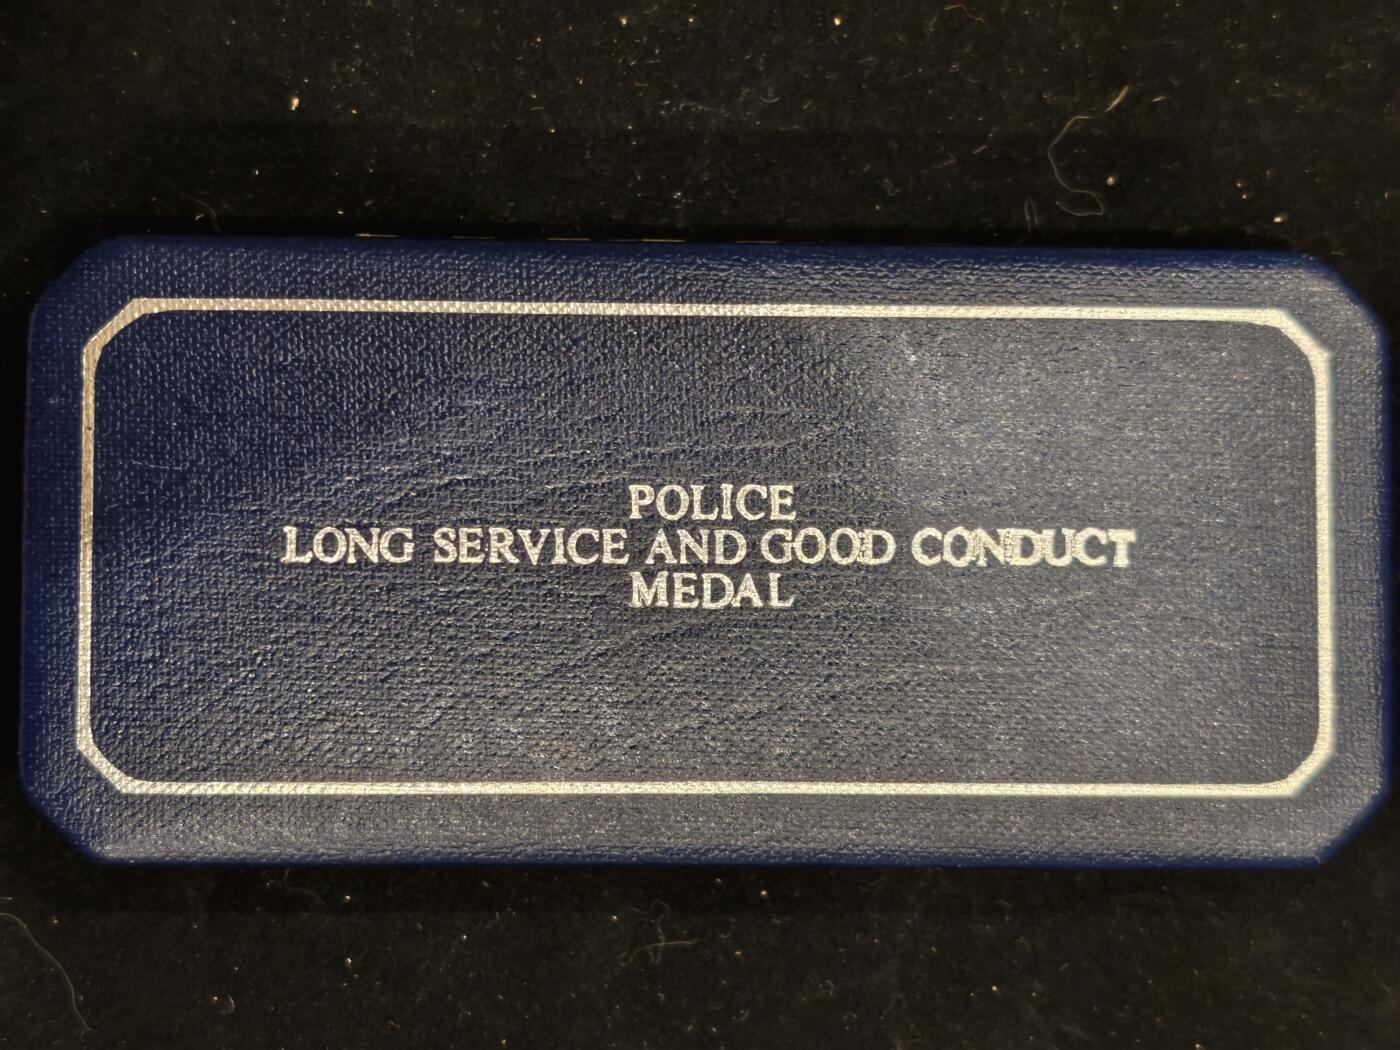 POLICE
LONG SERVICE AND GOOD CONDUCT
MEDAL